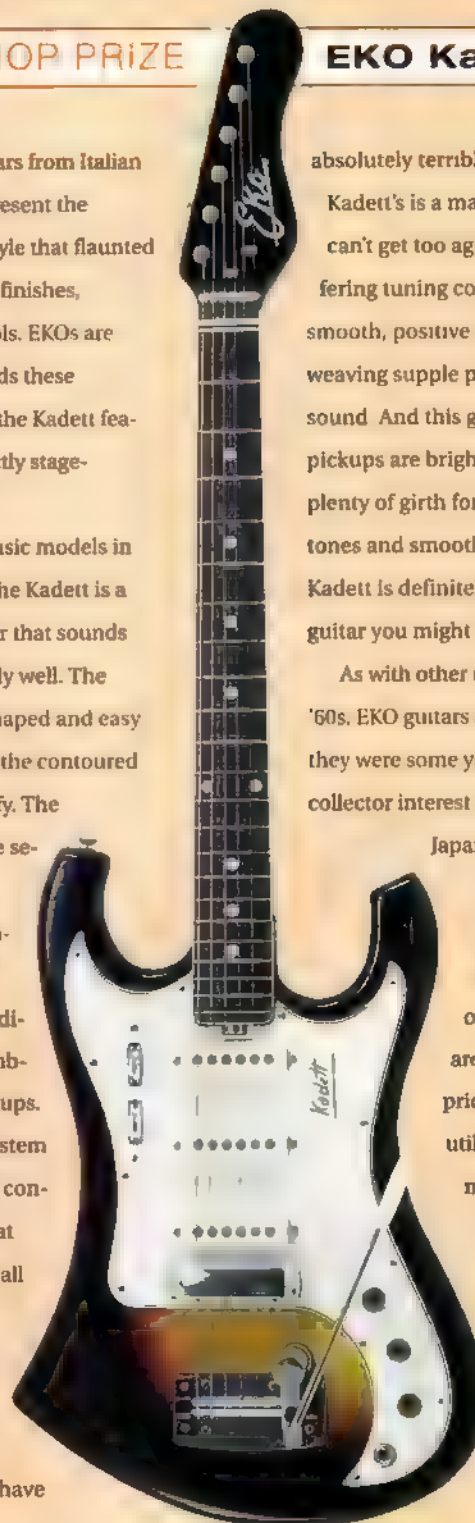 OP PRiZE
EKO Ka
ars from Italian
resent the
yle that flaunted
finishes,
ols. EKOs are
ds these
the Kadett fea-
tly stage-
usic models in
he Kadett is a
r that sounds
ly well. The
haped and easy
the contoured
fy. The
e se-
n-
di-
nb-
ups.
stem
con-
at
all
have
absolutely terribl
Kadett's is a ma
can't get too ag
fering tuning co
smooth, positive
weaving supple p
sound And this g
pickups are brigh
plenty of girth for
tones and smooth
Kadett is definite
guitar you might
As with other
'60s. EKO guitars
they were some y
collector interest
Japa
o
are
pric
util
n
Eko
Kadett